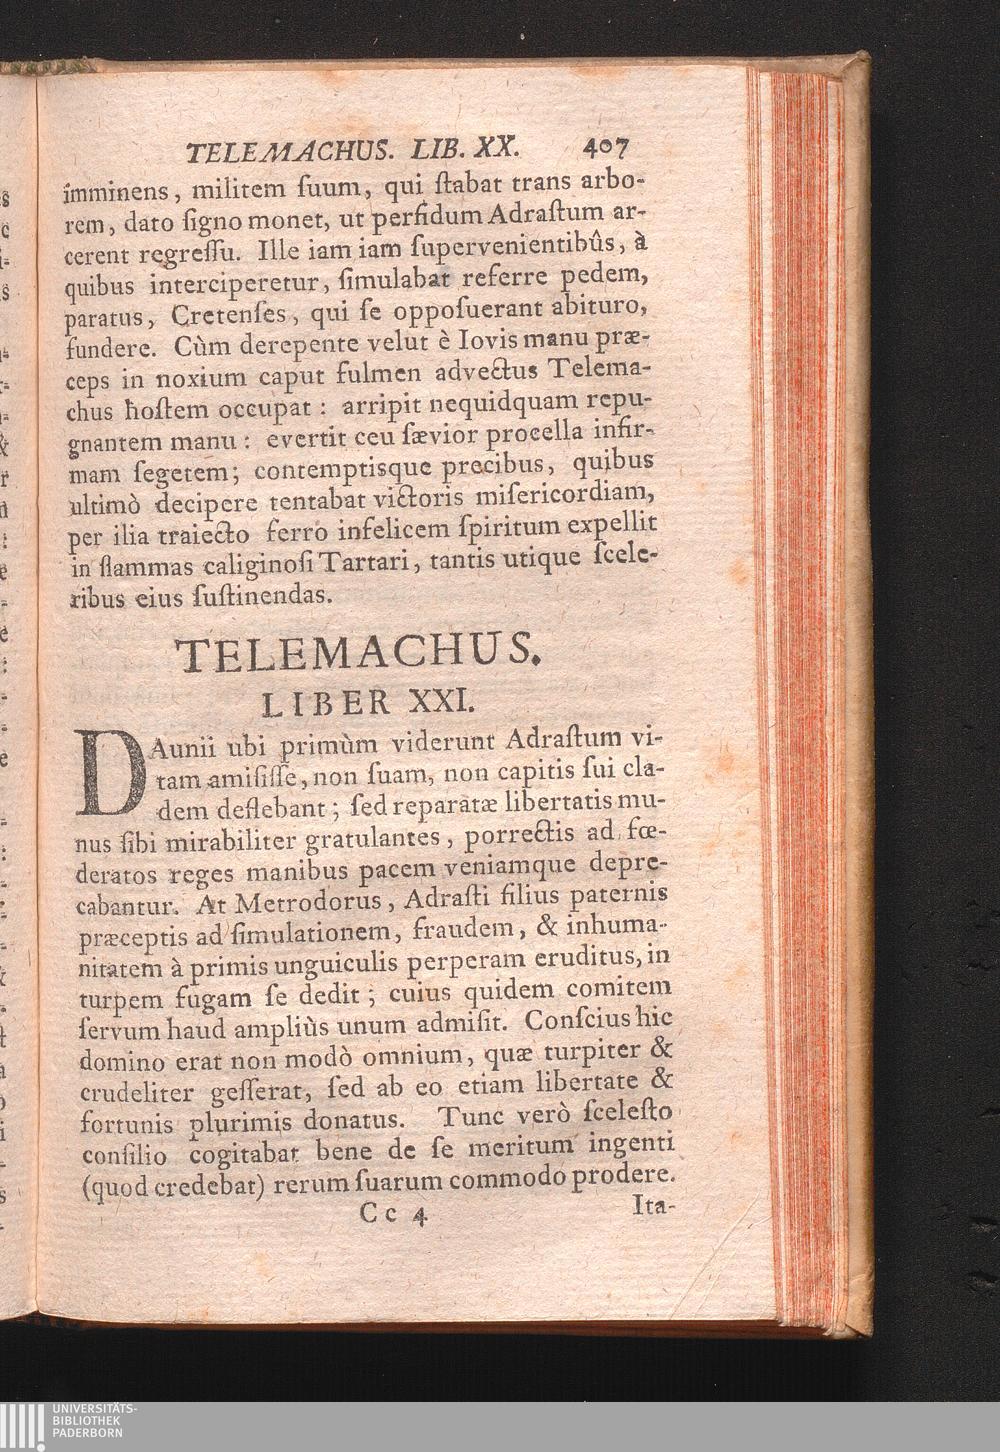 TELEMACHUS. LIB. XX. 407
imminens, militem ſuum, qui ſtabat trans arbo-
rem, dato ſigno monet, ut perfidum Adraſtum ar-
cerent regreſſu. Ille iam iam ſupervenientibûs, à
quibus interciperetur, ſimulabat referre pedem,
paratus, Cretenſes, qui ſe oppoſuerant abituro,
fundere. Cùm derepente velut è Iovis manu præ-
ceps in noxium caput fulmen advectus Telema-
chus hoſtem occupat: arripit nequidquam repu-
gnantem manu: evertit ceu ſævior procella infir-
mam ſegetem; contemptisque precibus, quibus
ultimò decipere tentabat victoris miſericordiam,
per ilia traiecto ferro infelicem ſpiritum expellit
in flammas caliginoſi Tartari, tantis utique ſcele-
ribus eius ſuſtinendas.
TELEMACHUS.
LIBER XXI.
DAunii ubi primùm viderunt Adraſtum vi-
tam amiſiſſe, non ſuam, non capitis ſui cla-
dem deflebant; ſed reparatæ libertatis mu-
nus ſibi mirabiliter gratulantes, porrectis ad fœ-
deratos reges manibus pacem veniamque depre-
cabantur. At Metrodorus, Adraſti filius paternis
præceptis ad ſimulationem, fraudem, & inhuma-
nitatem à primis unguiculis perperam eruditus, in
turpem fugam ſe dedit; cuius quidem comitem
ſervum haud ampliùs unum admiſit. Conſcius hic
domino erat non modò omnium, quæ turpiter &
crudeliter geſſerat, ſed ab eo etiam libertate &
fortunis plurimis donatus. Tunc verò ſceleſto
conſilio cogitabat bene de ſe meritum ingenti
(quod credebat) rerum ſuarum commodo prodere.
Cc 4 Ita-
UNIVERSITÄTS-
BIBLIOTHEK
PADERBORN